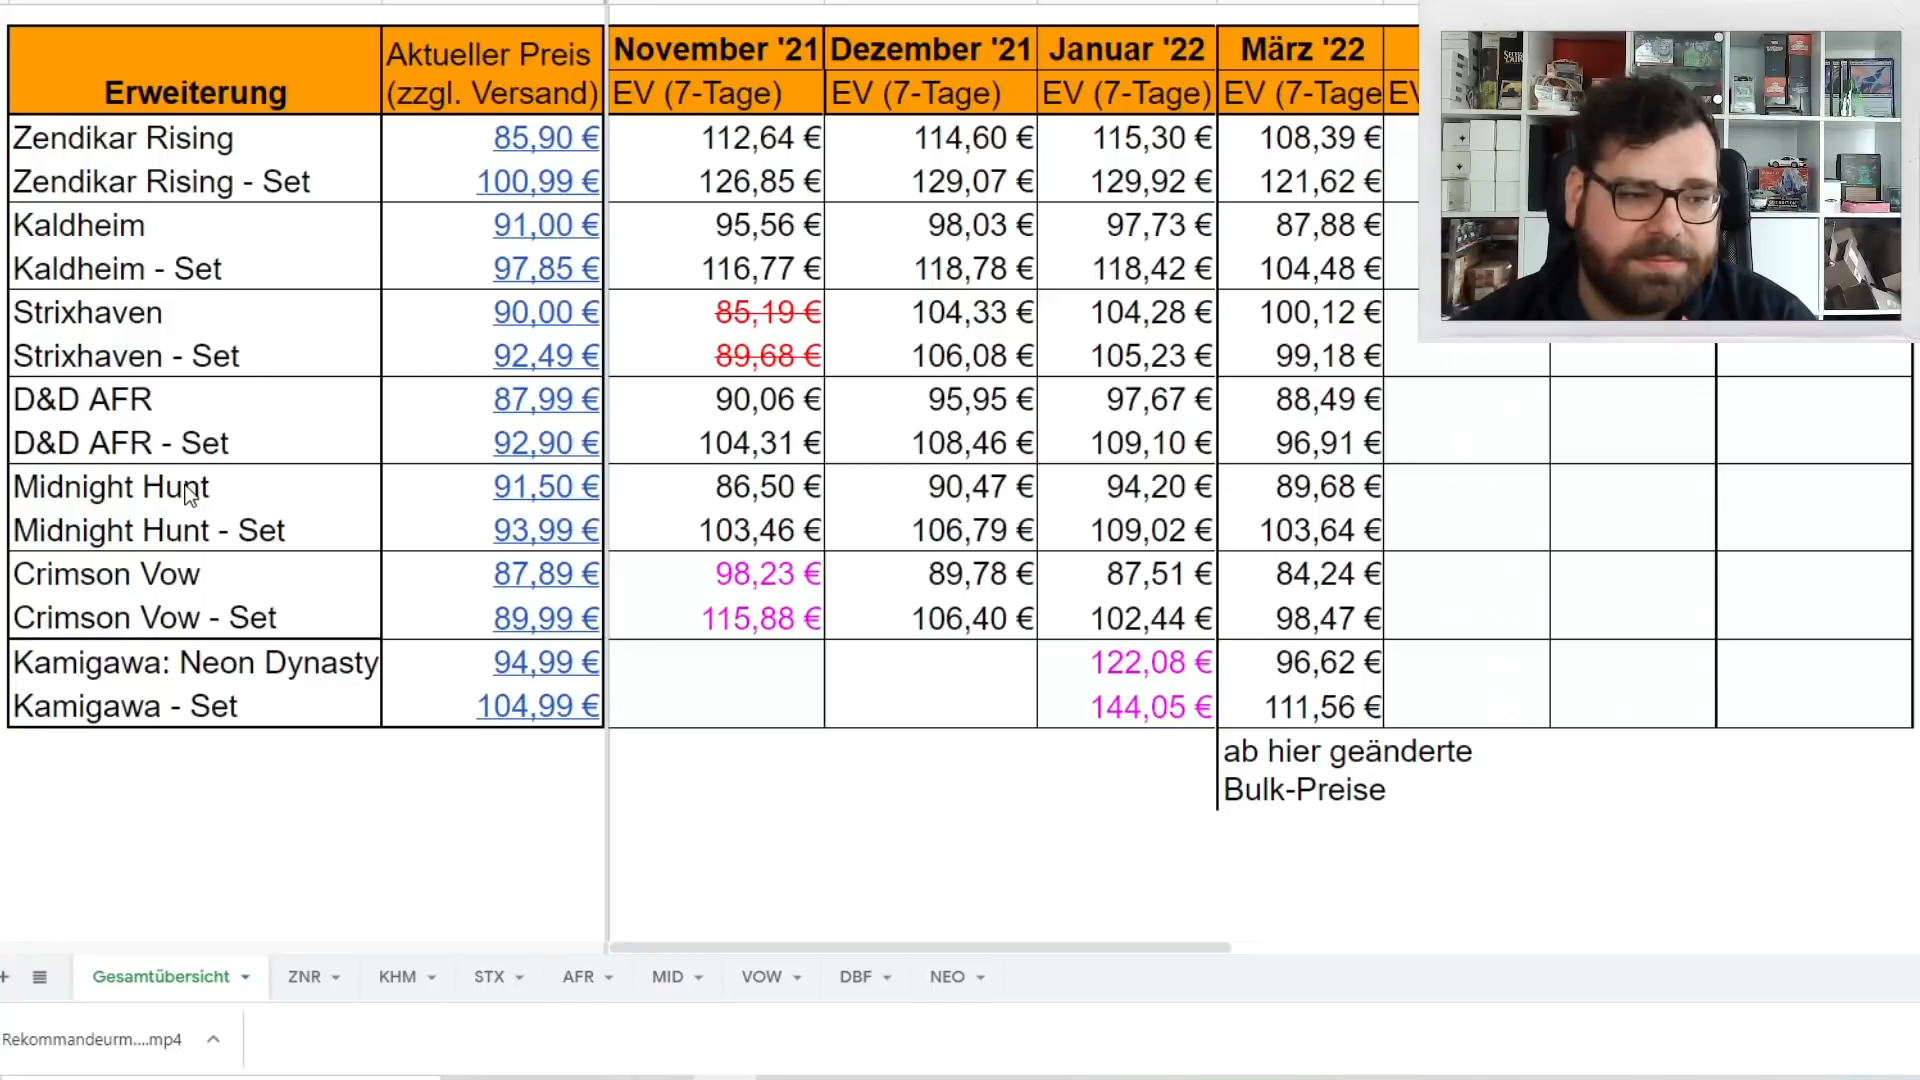 Erweiterung
Aktueller Preis
(zzgl. Versand)
November '21 Dezember '21 Januar '22 März '22
EV (7-Tage) EV (7-Tage) EV (7-Tage) EV (7-Tage EV
Zendikar Rising 85,90 € 112,64 € 114,60 € 115,30 € 108,39 €
Zendikar Rising - Set 100,99 € 126,85 € 129,07 € 129,92 € 121,62 €
Kaldheim 91,00 € 95,56 € 98,03 € 97,73 € 87,88 €
Kaldheim - Set 97,85 € 116,77 € 118,78 € 118,42 € 104,48 €
Strixhaven 90,00 € 85,19 € 104,33 € 104,28 € 100,12 €
Strixhaven - Set 92,49 € 89,68 € 106,08 € 105,23 € 99,18 €
D&D AFR 87,99 € 90,06 € 95,95 € 97,67 € 88,49 €
D&D AFR - Set 92,90 € 104,31 € 108,46 € 109,10 € 96,91 €
Midnight Hunt 91,50 € 86,50 € 90,47 € 94,20 € 89,68 €
Midnight Hunt - Set 93,99 € 103,46 € 106,79 € 109,02 € 103,64 €
Crimson Vow 87,89 € 98,23 € 89,78 € 87,51 € 84,24 €
Crimson Vow - Set 89,99 € 115,88 € 106,40 € 102,44 € 98,47 €
Kamigawa: Neon Dynasty 94,99 € 122,08 € 96,62 €
Kamigawa - Set 104,99 € 144,05 € 111,56 €
ab hier geänderte
Bulk-Preise
Gesamtübersicht ZNR KHM STX AFR MID VOW DBF NEO
Rekommandeurm....mp4